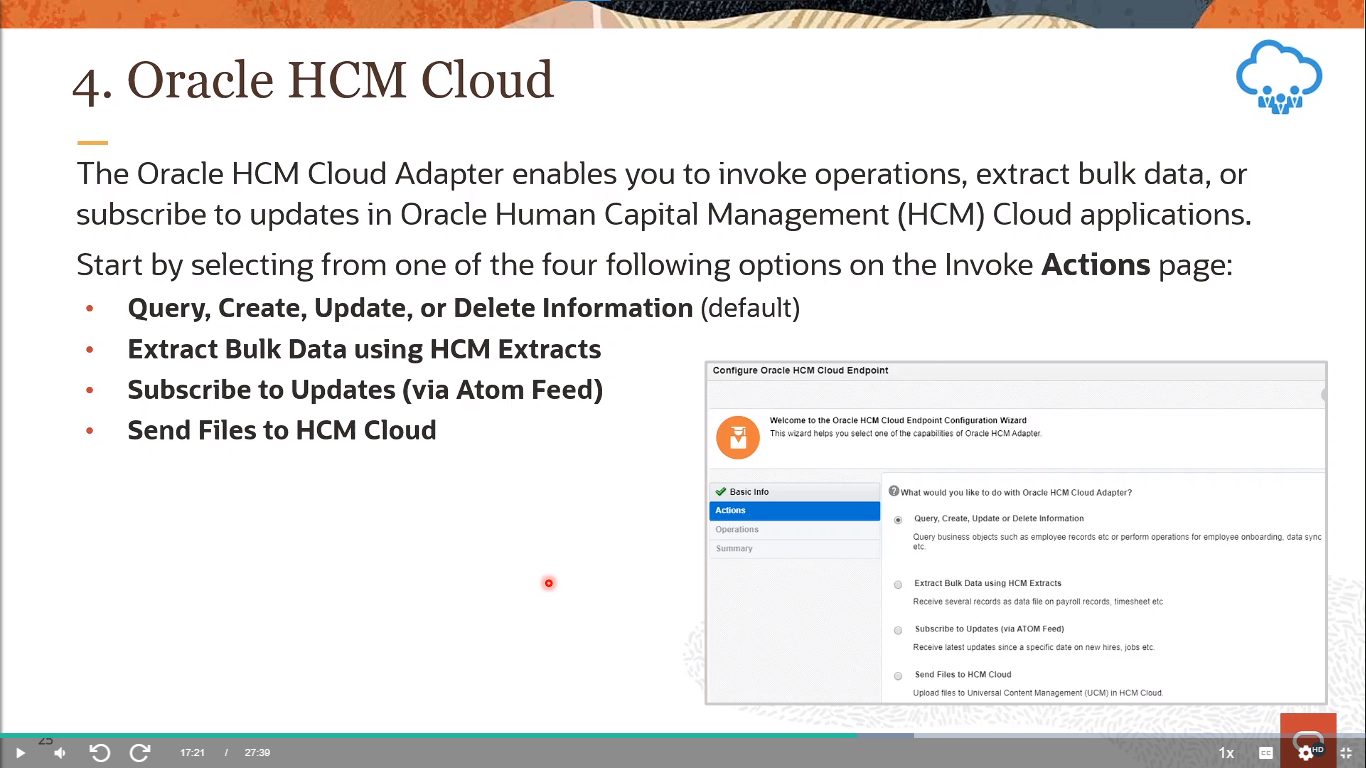 4. Oracle HCM Cloud
The Oracle HCM Cloud Adapter enables you to invoke operations, extract bulk data, or
subscribe to updates in Oracle Human Capital Management (HCM) Cloud applications.
Start by selecting from one of the four following options on the Invoke Actions page:
• Query, Create, Update, or Delete Information (default)
• Extract Bulk Data using HCM Extracts
• Subscribe to Updates (via Atom Feed)
• Send Files to HCM Cloud
Configure Oracle HCM Cloud Endpoint
Welcome to the Oracle HCM Cloud Endpoint Configuration Wizard
This wizard helps you select one of the capabilities of Oracle HCM Adapter.
Basic Info
Actions
Operations
Summary
What would you like to do with Oracle HCM Cloud Adapter?
Query, Create, Update or Delete Information
Query business objects such as employee records etc or perform operations for employee onboarding, data sync
etc.
Extract Bulk Data using HCM Extracts
Receive several records as data file on payroll records, timesheet etc
Subscribe to Updates (via ATOM Feed)
Receive latest updates since a specific date on new hires, jobs etc.
Send Files to HCM Cloud
Upload files to Universal Content Management (UCM) in HCM Cloud.
25
17:21 / 27:39
1x
CC
HD